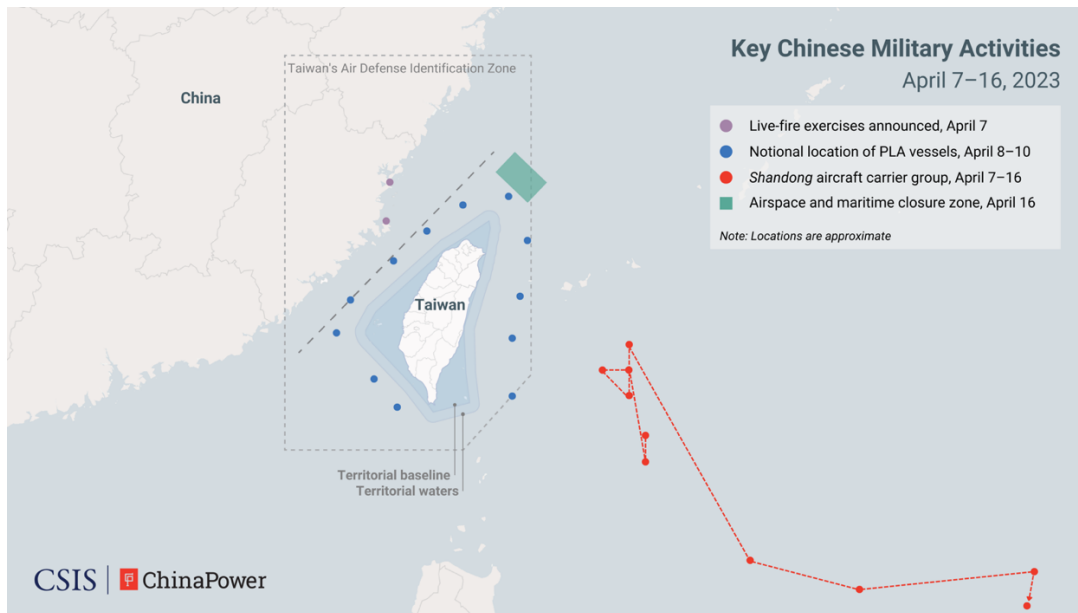 Key Chinese Military Activities
April 7–16, 2023
Live-fire exercises announced, April 7
Notional location of PLA vessels, April 8–10
Shandong aircraft carrier group, April 7–16
Airspace and maritime closure zone, April 16
Note: Locations are approximate
Taiwan's Air Defense Identification Zone
China
Taiwan
Territorial baseline
Territorial waters
CSIS | ChinaPower